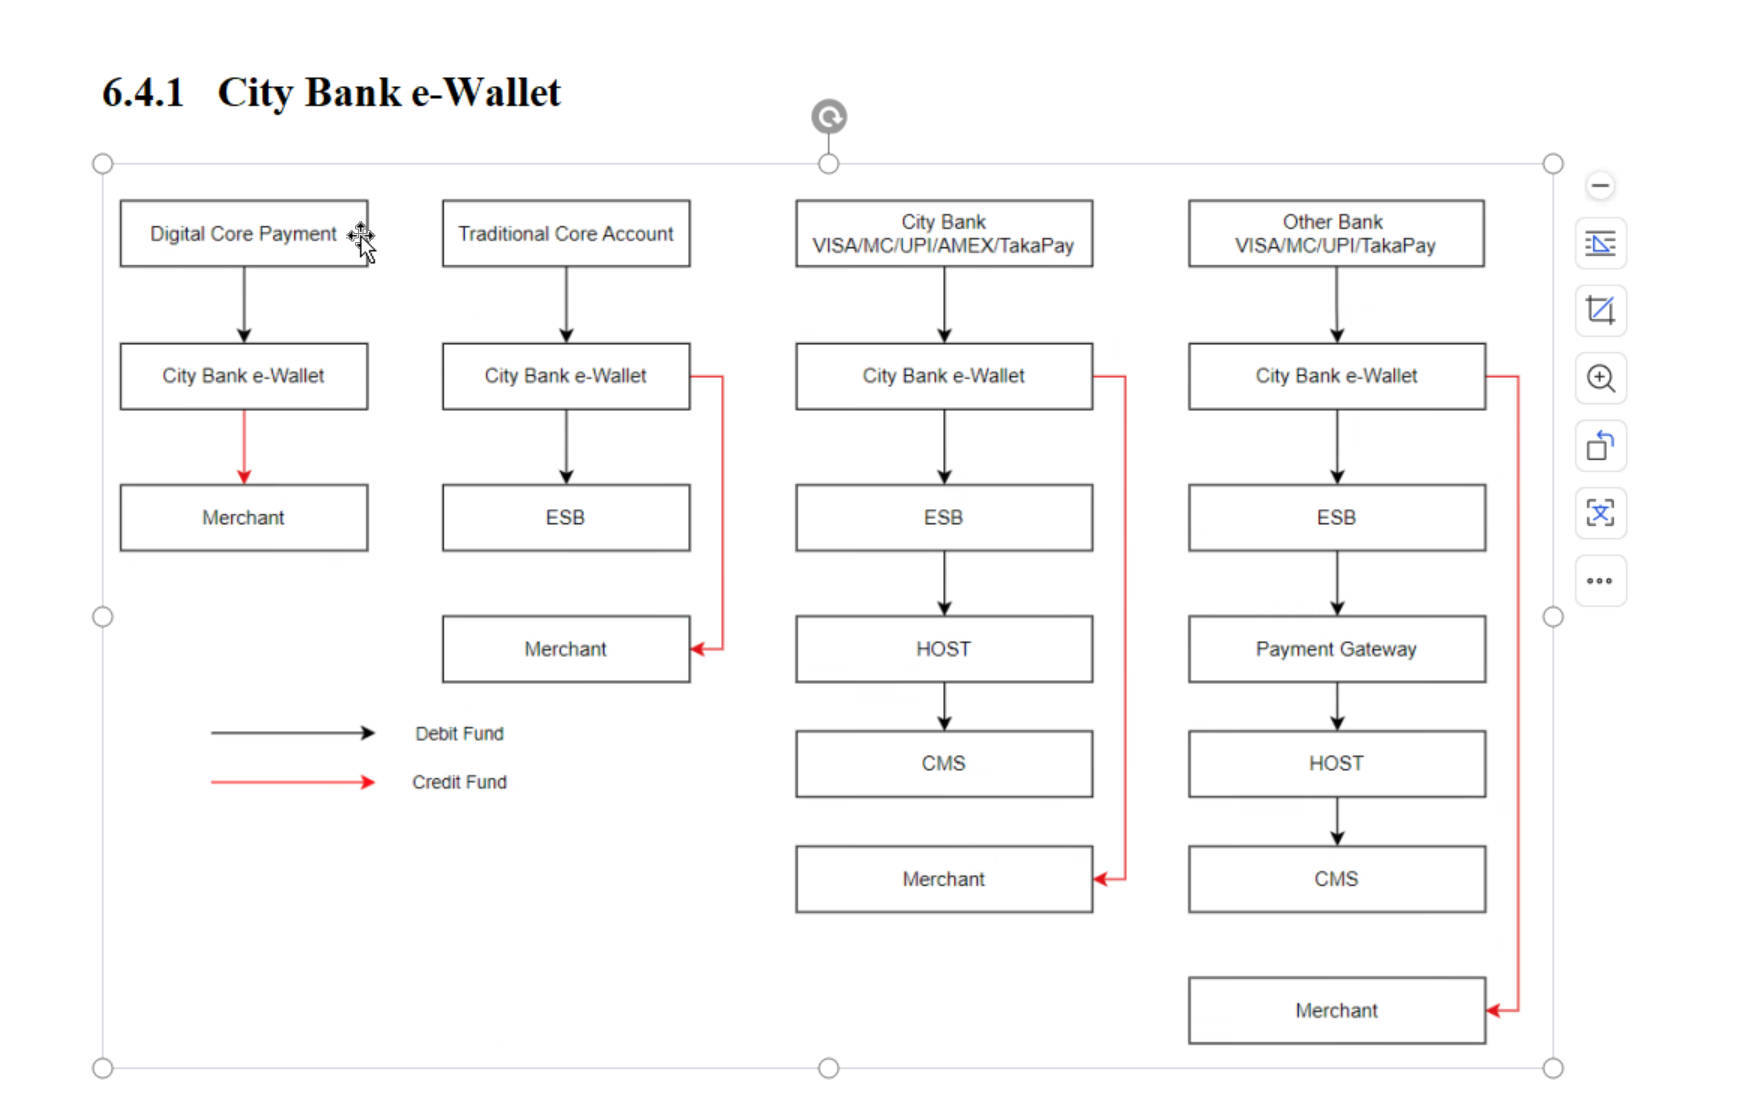 6.4.1 City Bank e-Wallet
Digital Core Payment
City Bank e-Wallet
Merchant
Traditional Core Account
City Bank e-Wallet
ESB
Merchant
City Bank
VISA/MC/UPI/AMEX/TakaPay
City Bank e-Wallet
ESB
HOST
CMS
Merchant
Other Bank
VISA/MC/UPI/TakaPay
City Bank e-Wallet
ESB
Payment Gateway
HOST
CMS
Merchant
Debit Fund
Credit Fund